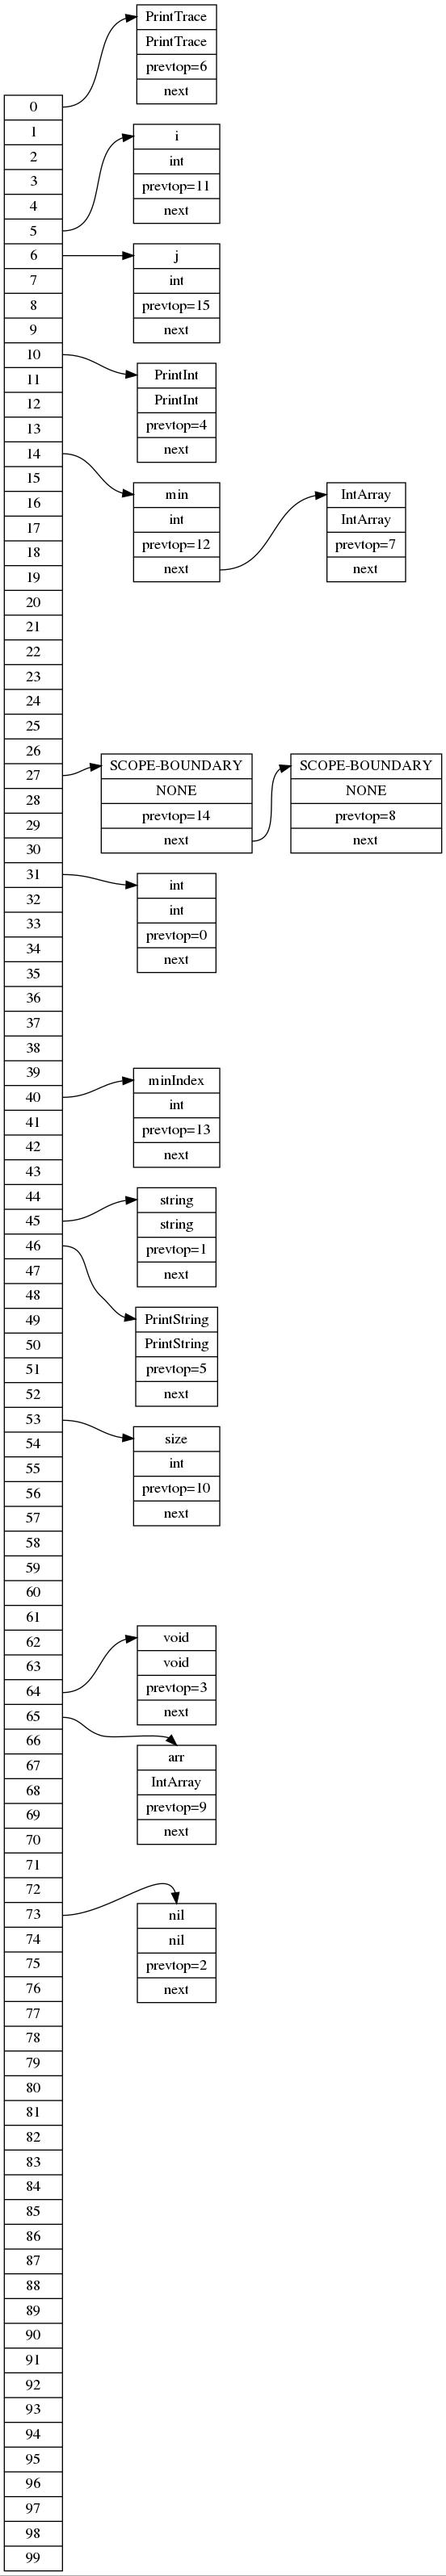 PrintTrace
PrintTrace
prevtop=6
next
0
1
2
3
4
5
6
7
8
9
10
11
12
13
14
15
16
17
18
19
20
21
22
23
24
25
26
27
28
29
30
31
32
33
34
35
36
37
38
39
40
41
42
43
44
45
46
47
48
49
50
51
52
53
54
55
56
57
58
59
60
61
62
63
64
65
66
67
68
69
70
71
72
73
74
75
76
77
78
79
80
81
82
83
84
85
86
87
88
89
90
91
92
93
94
95
96
97
98
99
i
int
prevtop=11
next
j
int
prevtop=15
next
PrintInt
PrintInt
prevtop=4
next
min
int
prevtop=12
next
IntArray
IntArray
prevtop=7
next
SCOPE-BOUNDARY
NONE
prevtop=14
next
SCOPE-BOUNDARY
NONE
prevtop=8
next
int
int
prevtop=0
next
minIndex
int
prevtop=13
next
string
string
prevtop=1
next
PrintString
PrintString
prevtop=5
next
size
int
prevtop=10
next
void
void
prevtop=3
next
arr
IntArray
prevtop=9
next
nil
nil
prevtop=2
next